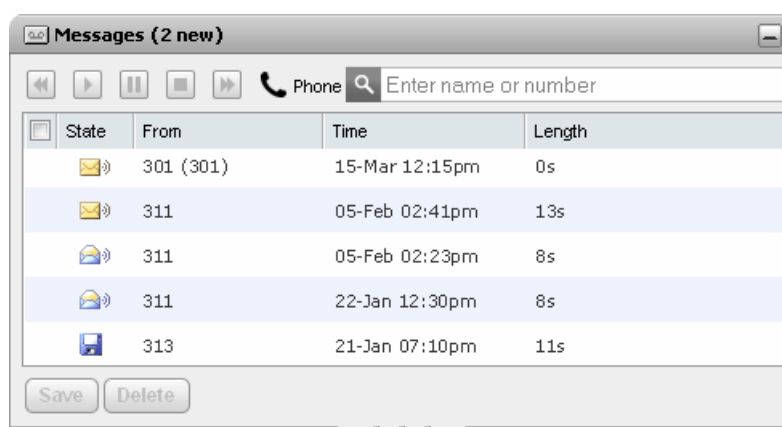 Messages (2 new)
Phone Enter name or number
State From Time Length
301 (301) 15-Mar 12:15pm 0s
311 05-Feb 02:41pm 13s
311 05-Feb 02:23pm 8s
311 22-Jan 12:30pm 8s
313 21-Jan 07:10pm 11s
Save Delete